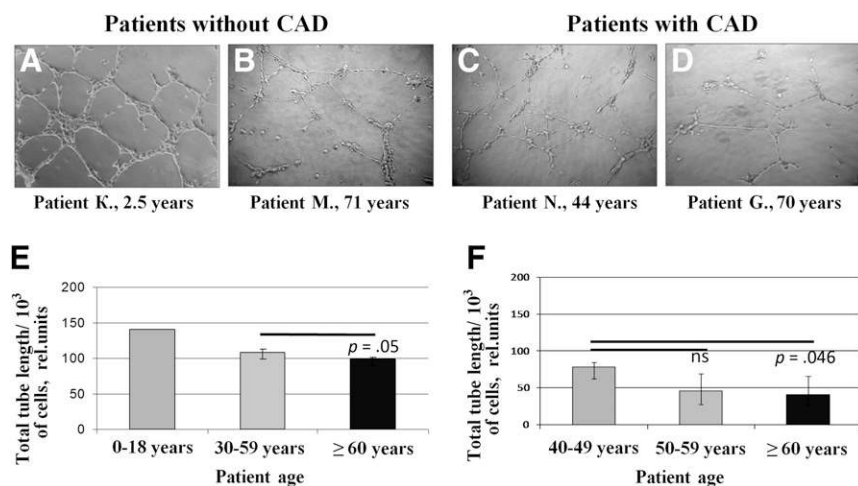 Patients without CAD
Patients with CAD
A
B
C
D
Patient K., 2.5 years
Patient M., 71 years
Patient N., 44 years
Patient G., 70 years
E
Total tube length/ 10³
of cells, rel.units
200
150
100
50
0
p = .05
0-18 years
30-59 years
≥ 60 years
Patient age
F
Total tube length/ 10³
of cells, rel.units
200
150
100
50
0
ns
p = .046
40-49 years
50-59 years
≥ 60 years
Patient age